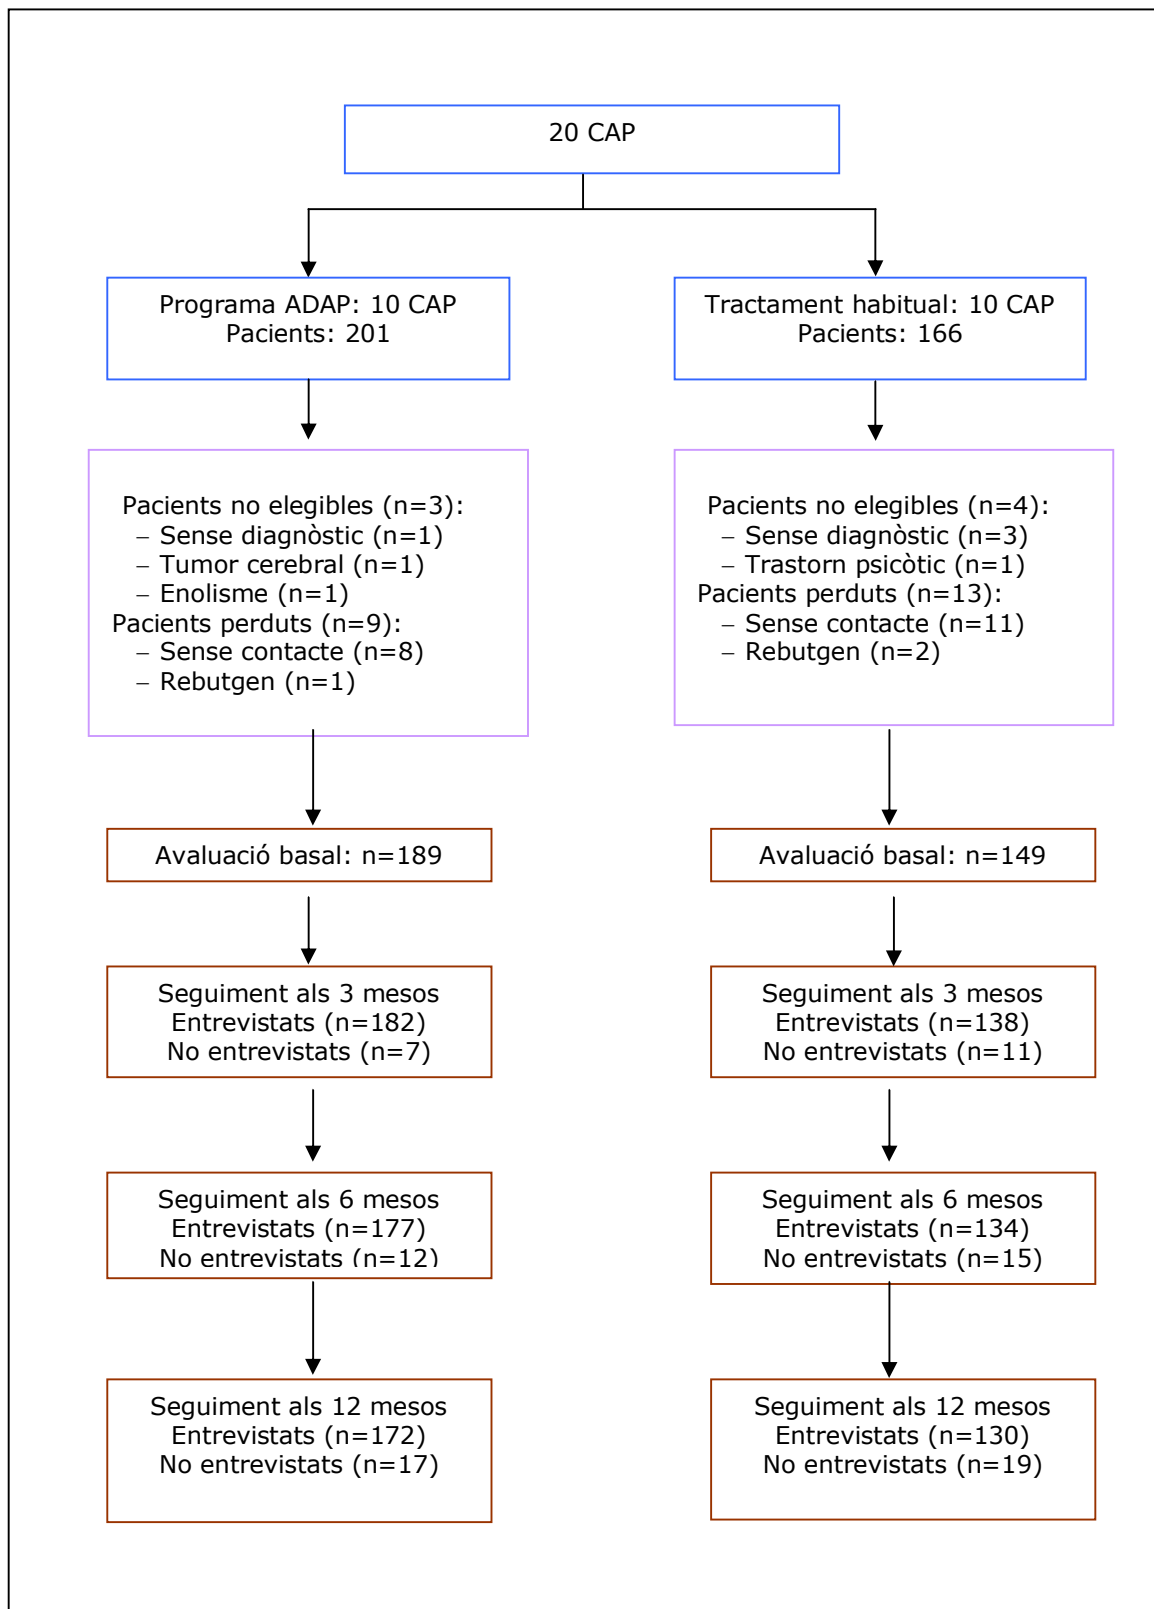 20 CAP
Programa ADAP: 10 CAP
Pacients: 201
Tractament habitual: 10 CAP
Pacients: 166
Pacients no elegibles (n=3):
– Sense diagnòstic (n=1)
– Tumor cerebral (n=1)
– Enolisme (n=1)
Pacients perduts (n=9):
– Sense contacte (n=8)
– Rebutgen (n=1)
Pacients no elegibles (n=4):
– Sense diagnòstic (n=3)
– Trastorn psicòtic (n=1)
Pacients perduts (n=13):
– Sense contacte (n=11)
– Rebutgen (n=2)
Avaluació basal: n=189
Avaluació basal: n=149
Seguiment als 3 mesos
Entrevistats (n=182)
No entrevistats (n=7)
Seguiment als 3 mesos
Entrevistats (n=138)
No entrevistats (n=11)
Seguiment als 6 mesos
Entrevistats (n=177)
No entrevistats (n=12)
Seguiment als 6 mesos
Entrevistats (n=134)
No entrevistats (n=15)
Seguiment als 12 mesos
Entrevistats (n=172)
No entrevistats (n=17)
Seguiment als 12 mesos
Entrevistats (n=130)
No entrevistats (n=19)